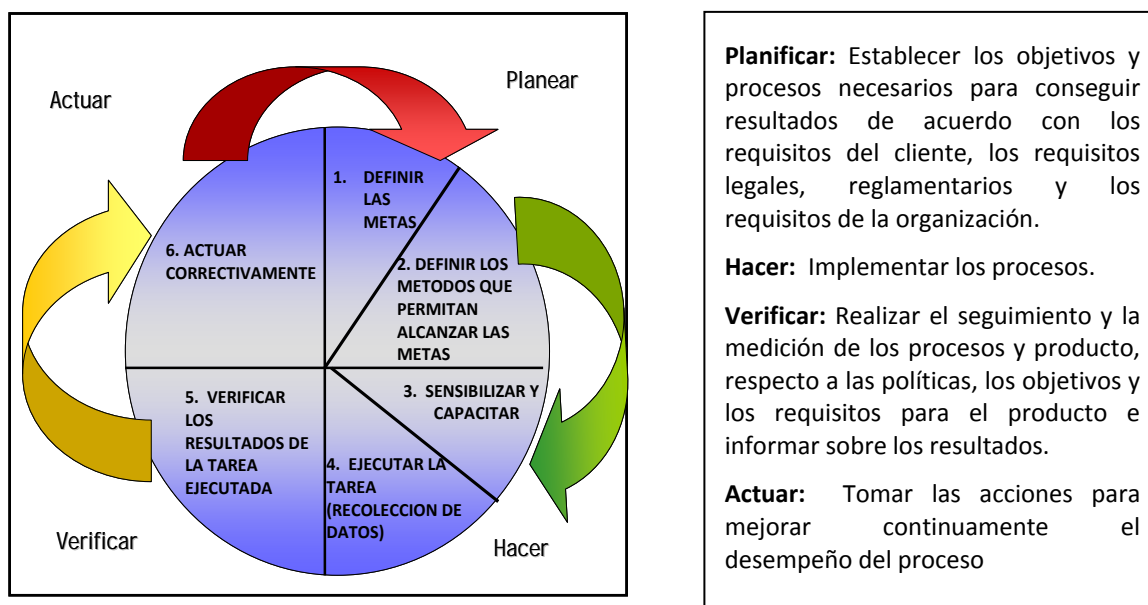 Actuar
Planear
1. DEFINIR
LAS
METAS
2. DEFINIR LOS
METODOS QUE
PERMITAN
ALCANZAR LAS
METAS
3. SENSIBILIZAR Y
CAPACITAR
4. EJECUTAR LA
TAREA
(RECOLECCION DE
DATOS)
5. VERIFICAR
LOS
RESULTADOS DE
LA TAREA
EJECUTADA
6. ACTUAR
CORRECTIVAMENTE
Verificar
Hacer
Planificar: Establecer los objetivos y
procesos necesarios para conseguir
resultados de acuerdo con los
requisitos del cliente, los requisitos
legales, reglamentarios y los
requisitos de la organización.
Hacer: Implementar los procesos.
Verificar: Realizar el seguimiento y la
medición de los procesos y producto,
respecto a las políticas, los objetivos y
los requisitos para el producto e
informar sobre los resultados.
Actuar: Tomar las acciones para
mejorar continuamente el
desempeño del proceso